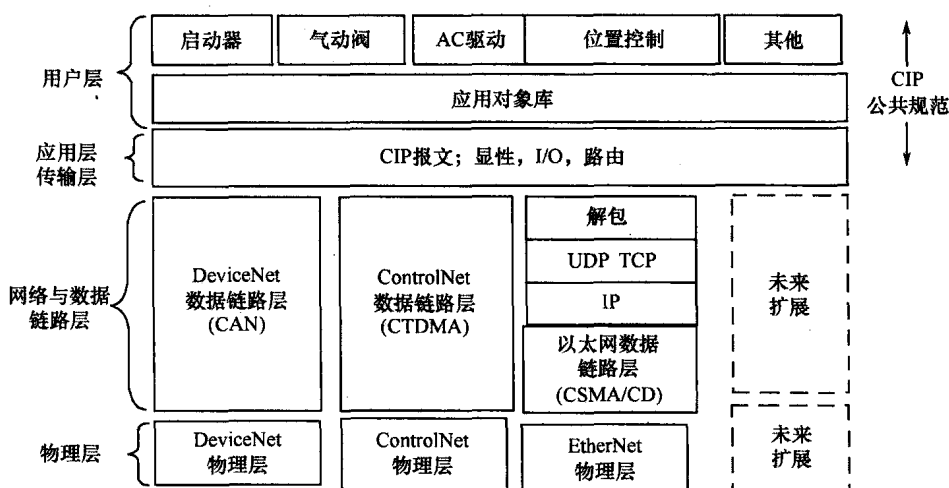 启动器
气动阀
AC驱动
位置控制
其他
用户层
应用对象库
CIP
公共规范
应用层
传输层
CIP报文；显性，I/O，路由
网络与数据
链路层
DeviceNet
数据链路层
(CAN)
ControlNet
数据链路层
(CTDMA)
解包
UDP TCP
IP
以太网数据
链路层
(CSMA/CD)
未来
扩展
物理层
DeviceNet
物理层
ControlNet
物理层
EtherNet
物理层
未来
扩展